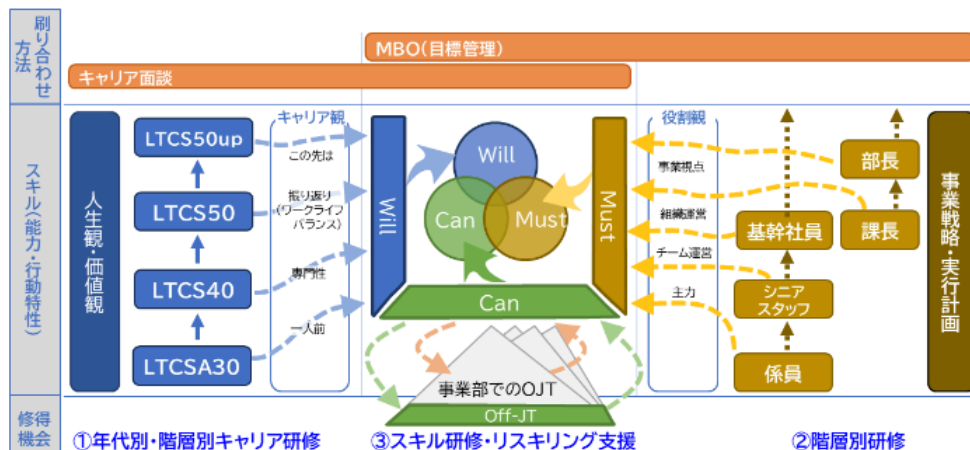 刷り合わせ
方法
MBO(目標管理)
キャリア面談
スキル(能力・行動特性)
人生観・価値観
LTCS50up
LTCS50
LTCS40
LTCSA30
キャリア観
この先は
振り返り
(ワークライフ
バランス)
専門性
一人前
Will
Will
Can
Must
Must
Can
事業部でのOJT
Off-JT
役割観
事業視点
組織運営
チーム運営
主力
部長
課長
基幹社員
シニア
スタッフ
係員
事業戦略・実行計画
修得
機会
①年代別・階層別キャリア研修
③スキル研修・リスキリング支援
②階層別研修